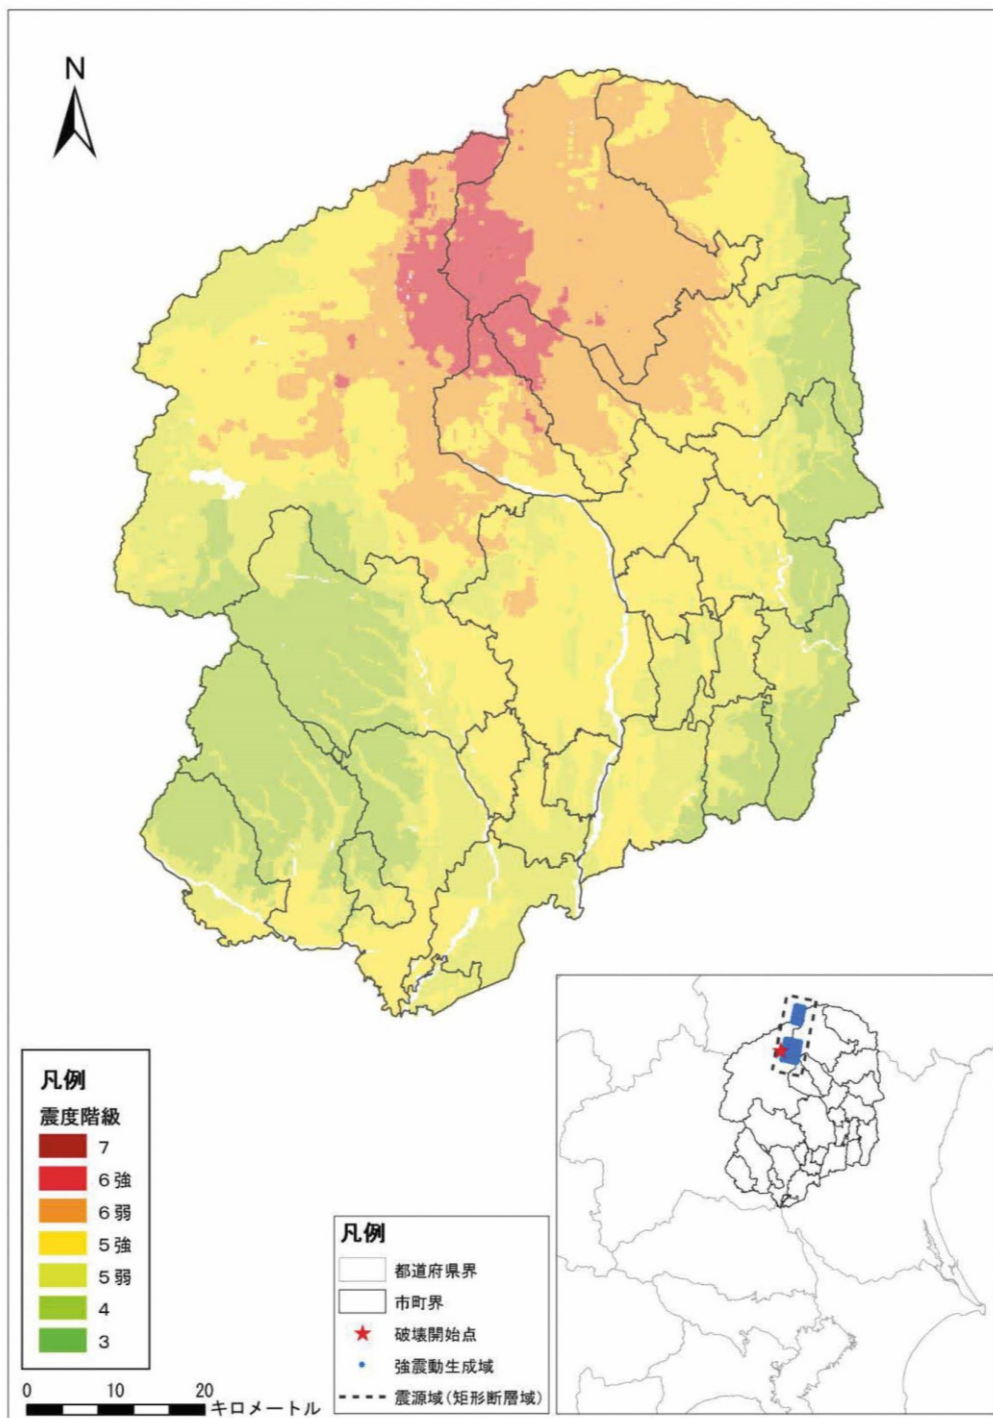 N
凡例
震度階級
7
6強
6弱
5強
5弱
4
3
0 10 20
キロメートル
凡例
都道府県界
市町界
破壊開始点
強震動生成域
震源域(矩形断層域)